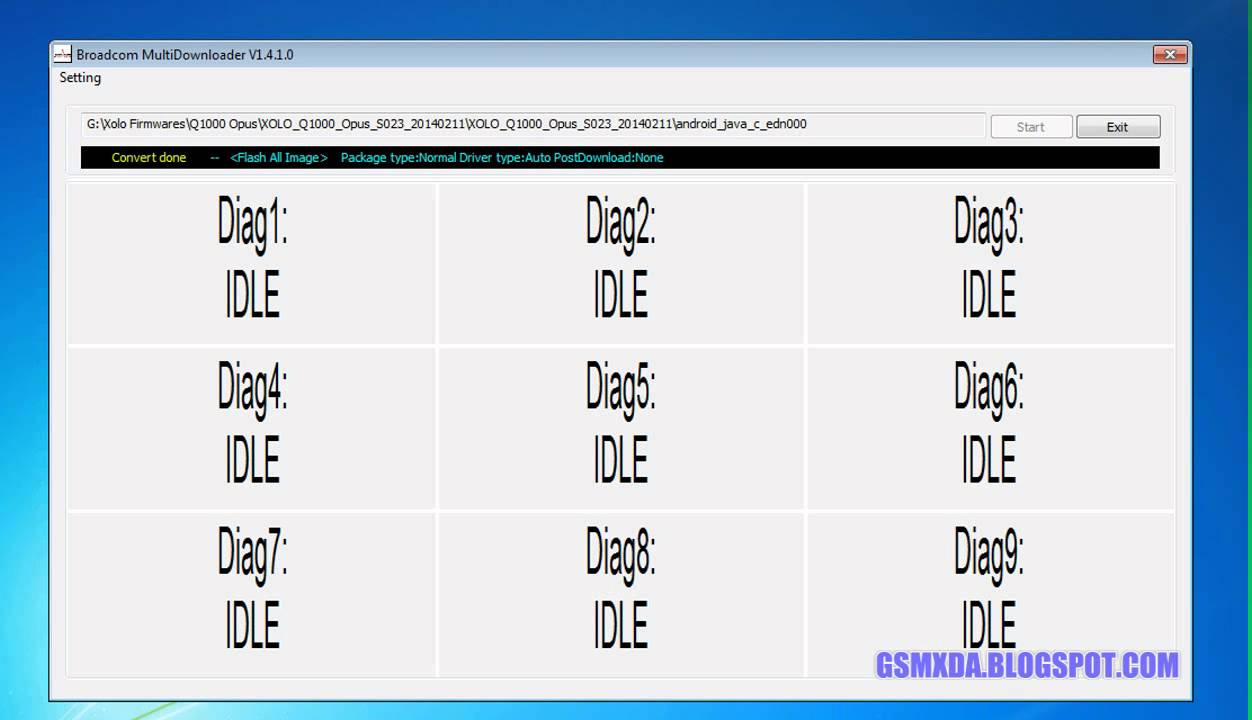 Broadcom MultiDownloader V1.4.1.0
Setting
G:\Xolo Firmwares\Q1000 Opus\XOLO_Q1000_Opus_S023_20140211\XOLO_Q1000_Opus_S023_20140211\android_java_c_edn000
Start Exit
Convert done -- <Flash All Image> Package type:Normal Driver type:Auto PostDownload:None
Diag1: Diag2: Diag3:
IDLE IDLE IDLE
Diag4: Diag5: Diag6:
IDLE IDLE IDLE
Diag7: Diag8: Diag9:
IDLE IDLE IDLE
GSMXDA.BLOGSPOT.COM